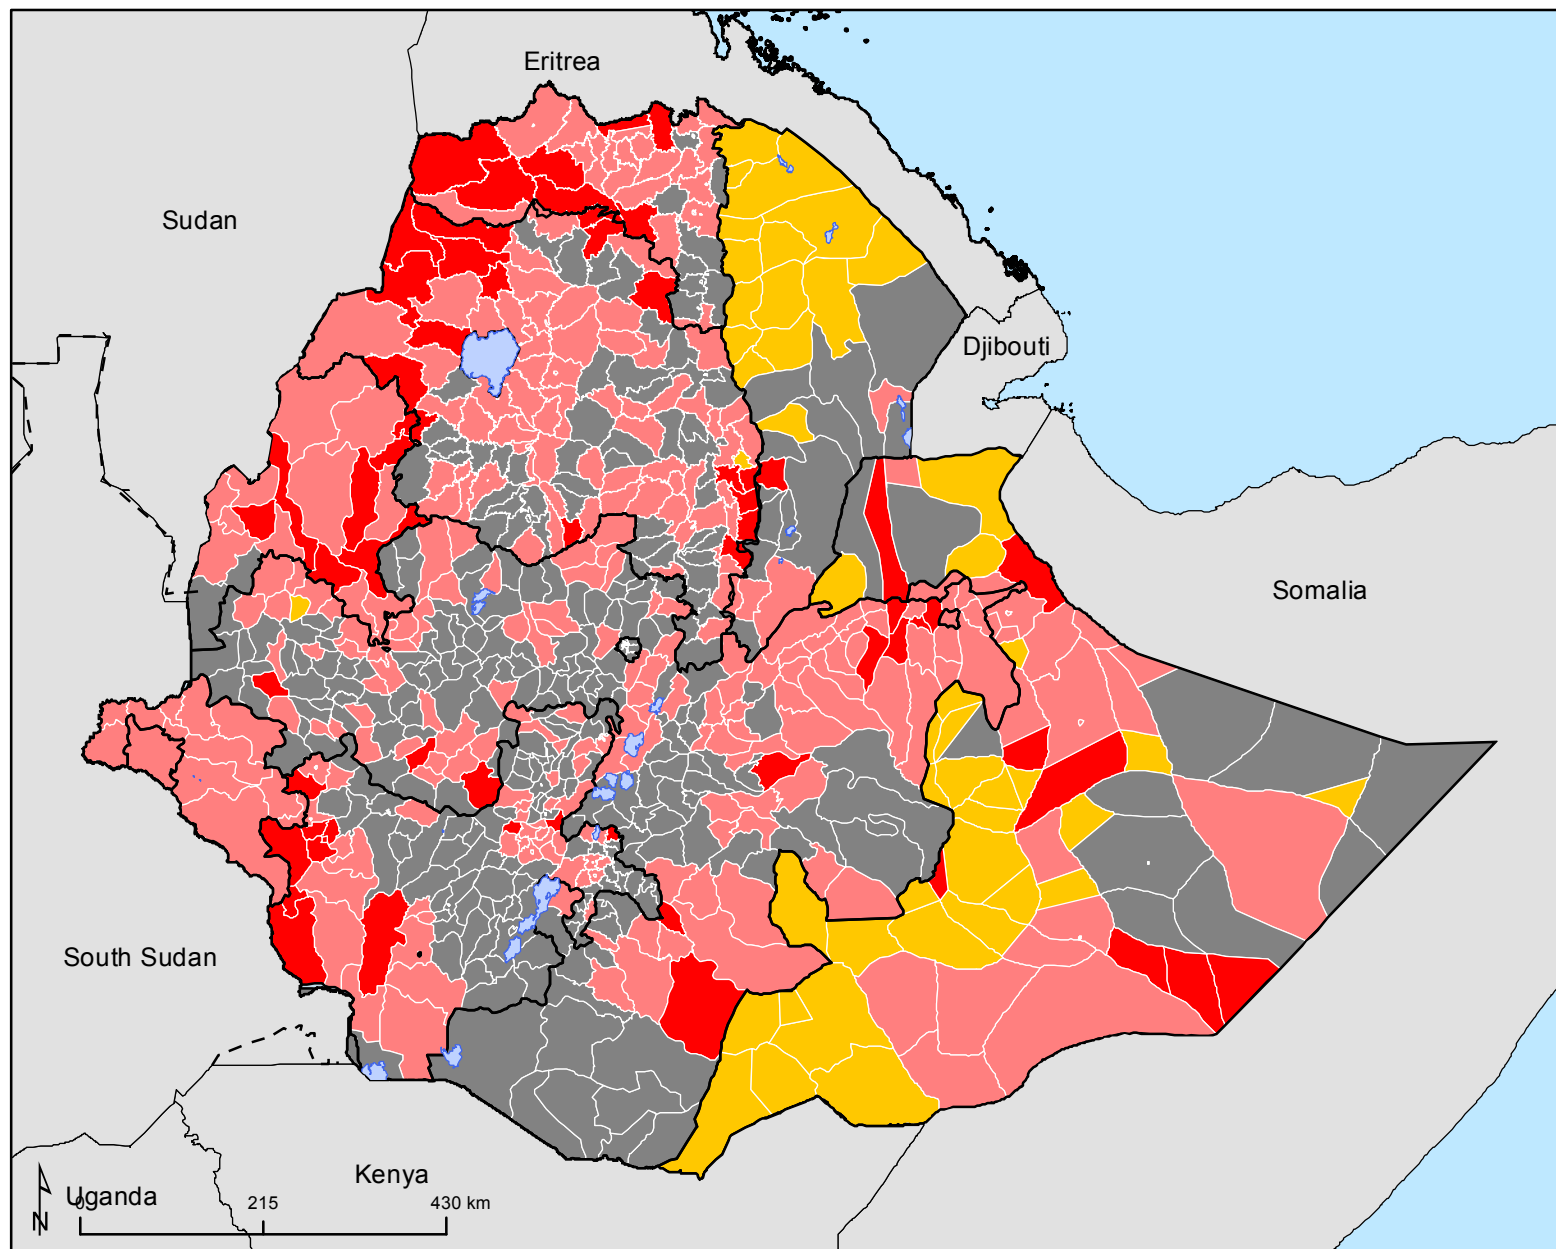 Eritrea
Sudan
Djibouti
Somalia
South Sudan
Kenya
Uganda
0 215 430 km
N